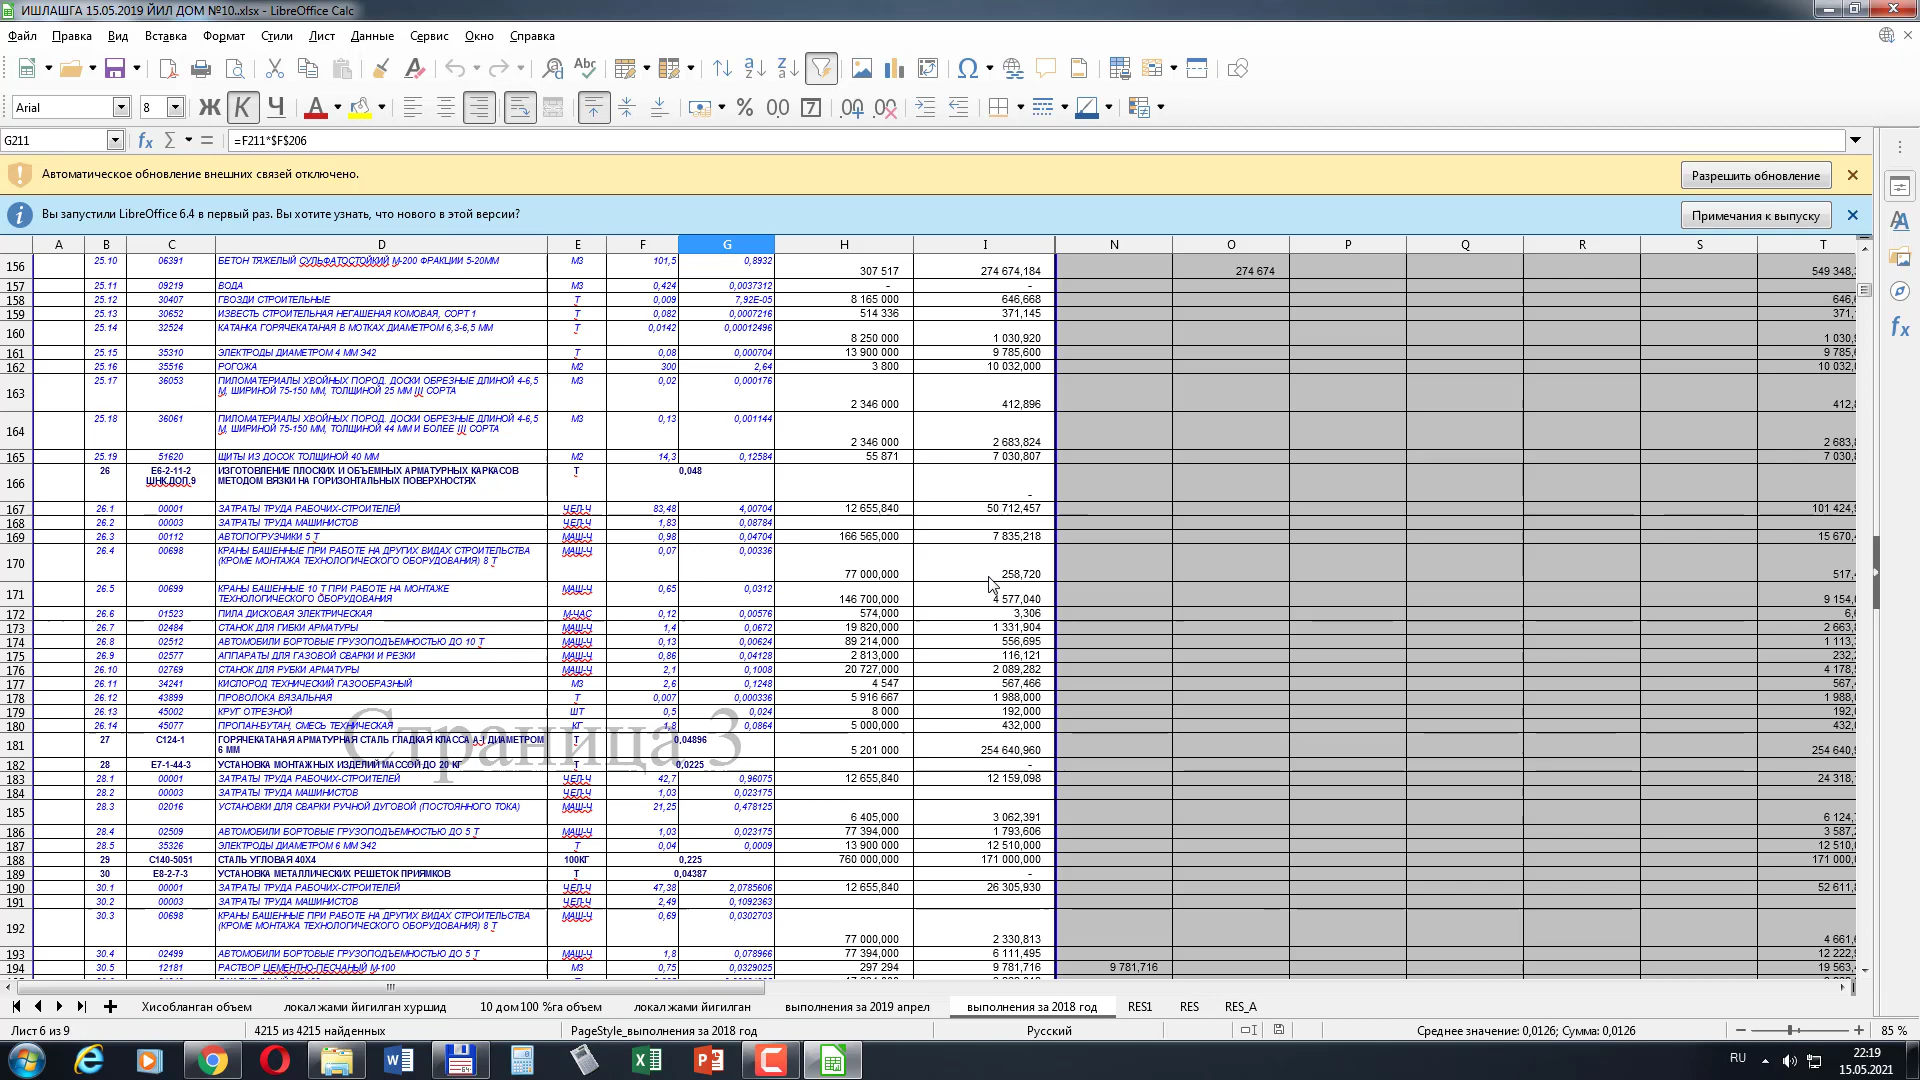 ИШЛАШГА 15.05.2019 ЙИЛ ДОМ №10..xlsx - LibreOffice Calc
Файл Правка Вид Вставка Формат Стили Лист Данные Сервис Окно Справка
Arial 8 Ж К Ч
G211 =F211*$F$206
Автоматическое обновление внешних связей отключено. Разрешить обновление
Вы запустили LibreOffice 6.4 в первый раз. Вы хотите узнать, что нового в этой версии? Примечания к выпуску
A B C D E F G H I N O P Q R S T
156 25.10 06391 БЕТОН ТЯЖЕЛЫЙ СУЛЬФАТОСТОЙКИЙ М-200 ФРАКЦИИ 5-20ММ М3 101,5 0,8932 307 517 274 674,184 274 674
157 25.11 09219 ВОДА М3 0,424 0,0037312 - -
158 25.12 30407 ГВОЗДИ СТРОИТЕЛЬНЫЕ Т 0,009 7,92E-05 8 165 000 646,668
159 25.13 30652 ИЗВЕСТЬ СТРОИТЕЛЬНАЯ НЕГАШЕНАЯ КОМОВАЯ, СОРТ 1 Т 0,082 0,0007216 514 336 371,145
160 25.14 32524 КАТАНКА ГОРЯЧЕКАТАНАЯ В МОТКАХ ДИАМЕТРОМ 6,3-6,5 ММ Т 0,0142 0,00012496 8 250 000 1 030,920
161 25.15 35310 ЭЛЕКТРОДЫ ДИАМЕТРОМ 4 ММ Э42 Т 0,08 0,000704 13 900 000 9 785,600
162 25.16 35516 РОГОЖА М2 300 2,64 3 800 10 032,000
163 25.17 36053 ПИЛОМАТЕРИАЛЫ ХВОЙНЫХ ПОРОД. ДОСКИ ОБРЕЗНЫЕ ДЛИНОЙ 4-6,5 М, ШИРИНОЙ 75-150 ММ, ТОЛЩИНОЙ 25 ММ III СОРТА М3 0,02 0,000176 2 346 000 412,896
164 25.18 36061 ПИЛОМАТЕРИАЛЫ ХВОЙНЫХ ПОРОД. ДОСКИ ОБРЕЗНЫЕ ДЛИНОЙ 4-6,5 М, ШИРИНОЙ 75-150 ММ, ТОЛЩИНОЙ 44 ММ И БОЛЕЕ III СОРТА М3 0,13 0,001144 2 346 000 2 683,824
165 25.19 51620 ЩИТЫ ИЗ ДОСОК ТОЛЩИНОЙ 40 ММ М2 14,3 0,12584 55 871 7 030,807
166 26 Е6-2-11-2 ШНК.ДОП.9 ИЗГОТОВЛЕНИЕ ПЛОСКИХ И ОБЪЕМНЫХ АРМАТУРНЫХ КАРКАСОВ МЕТОДОМ ВЯЗКИ НА ГОРИЗОНТАЛЬНЫХ ПОВЕРХНОСТЯХ Т 0,048 -
167 26.1 00001 ЗАТРАТЫ ТРУДА РАБОЧИХ-СТРОИТЕЛЕЙ ЧЕЛ-Ч 83,48 4,00704 12 655,840 50 712,457
168 26.2 00003 ЗАТРАТЫ ТРУДА МАШИНИСТОВ ЧЕЛ-Ч 1,83 0,08784
169 26.3 00112 АВТОПОГРУЗЧИКИ 5 Т МАШ-Ч 0,98 0,04704 166 565,000 7 835,218
170 26.4 00698 КРАНЫ БАШЕННЫЕ ПРИ РАБОТЕ НА ДРУГИХ ВИДАХ СТРОИТЕЛЬСТВА (КРОМЕ МОНТАЖА ТЕХНОЛОГИЧЕСКОГО ОБОРУДОВАНИЯ) 8 Т МАШ-Ч 0,07 0,00336 77 000,000 258,720
171 26.5 00699 КРАНЫ БАШЕННЫЕ 10 Т ПРИ РАБОТЕ НА МОНТАЖЕ ТЕХНОЛОГИЧЕСКОГО ОБОРУДОВАНИЯ МАШ-Ч 0,65 0,0312 146 700,000 4 577,040
172 26.6 01523 ПИЛА ДИСКОВАЯ ЭЛЕКТРИЧЕСКАЯ М-ЧАС 0,12 0,00576 574,000 3,306
173 26.7 02484 СТАНОК ДЛЯ ГИБКИ АРМАТУРЫ МАШ-Ч 1,4 0,0672 19 820,000 1 331,904
174 26.8 02512 АВТОМОБИЛИ БОРТОВЫЕ ГРУЗОПОДЪЕМНОСТЬЮ ДО 10 Т МАШ-Ч 0,13 0,00624 89 214,000 556,695
175 26.9 02577 АППАРАТЫ ДЛЯ ГАЗОВОЙ СВАРКИ И РЕЗКИ МАШ-Ч 0,86 0,04128 2 813,000 116,121
176 26.10 02769 СТАНОК ДЛЯ РУБКИ АРМАТУРЫ МАШ-Ч 2,1 0,1008 20 727,000 2 089,282
177 26.11 34241 КИСЛОРОД ТЕХНИЧЕСКИЙ ГАЗООБРАЗНЫЙ М3 2,6 0,1248 4 547 567,466
178 26.12 43899 ПРОВОЛОКА ВЯЗАЛЬНАЯ Т 0,007 0,000336 5 916 667 1 988,000
179 26.13 45002 КРУГ ОТРЕЗНОЙ ШТ 0,5 0,024 8 000 192,000
180 26.14 45077 ПРОПАН-БУТАН, СМЕСЬ ТЕХНИЧЕСКАЯ КГ 1,8 0,0864 5 000,000 432,000
Страница 3
181 27 С124-1 ГОРЯЧЕКАТАНАЯ АРМАТУРНАЯ СТАЛЬ ГЛАДКАЯ КЛАССА А-I ДИАМЕТРОМ 6 ММ Т 0,04896 5 201 000 254 640,960
182 28 Е7-1-44-3 УСТАНОВКА МОНТАЖНЫХ ИЗДЕЛИЙ МАССОЙ ДО 20 КГ Т 0,0225 -
183 28.1 00001 ЗАТРАТЫ ТРУДА РАБОЧИХ-СТРОИТЕЛЕЙ ЧЕЛ-Ч 42,7 0,96075 12 655,840 12 159,098
184 28.2 00003 ЗАТРАТЫ ТРУДА МАШИНИСТОВ ЧЕЛ-Ч 1,03 0,023175
185 28.3 02016 УСТАНОВКИ ДЛЯ СВАРКИ РУЧНОЙ ДУГОВОЙ (ПОСТОЯННОГО ТОКА) МАШ-Ч 21,25 0,478125 6 405,000 3 062,391
186 28.4 02509 АВТОМОБИЛИ БОРТОВЫЕ ГРУЗОПОДЪЕМНОСТЬЮ ДО 5 Т МАШ-Ч 1,03 0,023175 77 394,000 1 793,606
187 28.5 35326 ЭЛЕКТРОДЫ ДИАМЕТРОМ 6 ММ Э42 Т 0,04 0,0009 13 900 000 12 510,000
188 29 С140-5051 СТАЛЬ УГЛОВАЯ 40Х4 100КГ 0,225 760 000,000 171 000,000
189 30 Е8-2-7-3 УСТАНОВКА МЕТАЛЛИЧЕСКИХ РЕШЕТОК ПРИЯМКОВ Т 0,04387 -
190 30.1 00001 ЗАТРАТЫ ТРУДА РАБОЧИХ-СТРОИТЕЛЕЙ ЧЕЛ-Ч 47,38 2,0785606 12 655,840 26 305,930
191 30.2 00003 ЗАТРАТЫ ТРУДА МАШИНИСТОВ ЧЕЛ-Ч 2,49 0,1092363
192 30.3 00698 КРАНЫ БАШЕННЫЕ ПРИ РАБОТЕ НА ДРУГИХ ВИДАХ СТРОИТЕЛЬСТВА (КРОМЕ МОНТАЖА ТЕХНОЛОГИЧЕСКОГО ОБОРУДОВАНИЯ) 8 Т МАШ-Ч 0,69 0,0302703 77 000,000 2 330,813
193 30.4 02499 АВТОМОБИЛИ БОРТОВЫЕ ГРУЗОПОДЪЕМНОСТЬЮ ДО 5 Т МАШ-Ч 1,8 0,078966 77 394,000 6 111,495
194 30.5 12181 РАСТВОР ЦЕМЕНТНО-ПЕСЧАНЫЙ М-100 М3 0,75 0,0329025 297 294 9 781,716 9 781,716
Хисобланган объем локал жами йигилган хуршид 10 дом100 %га объем локал жами йигилган выполнения за 2019 апрел выполнения за 2018 год RES1 RES RES_A
Лист 6 из 9 4215 из 4215 найденных PageStyle_выполнения за 2018 год Русский Среднее значение: 0,0126; Сумма: 0,0126 85 %
RU 22:19
15.05.2021